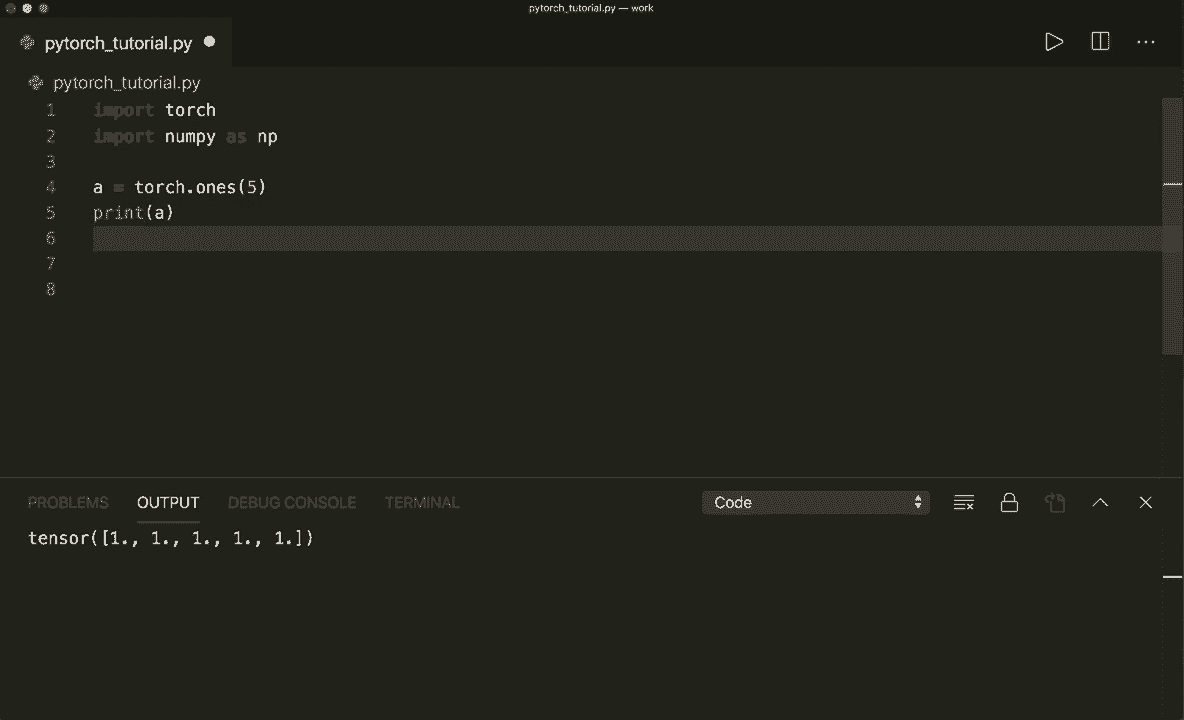 pytorch_tutorial.py — work
pytorch_tutorial.py
pytorch_tutorial.py
1 import torch
2 import numpy as np
3
4 a = torch.ones(5)
5 print(a)
6
7
8
PROBLEMS OUTPUT DEBUG CONSOLE TERMINAL Code
tensor([1., 1., 1., 1., 1.])